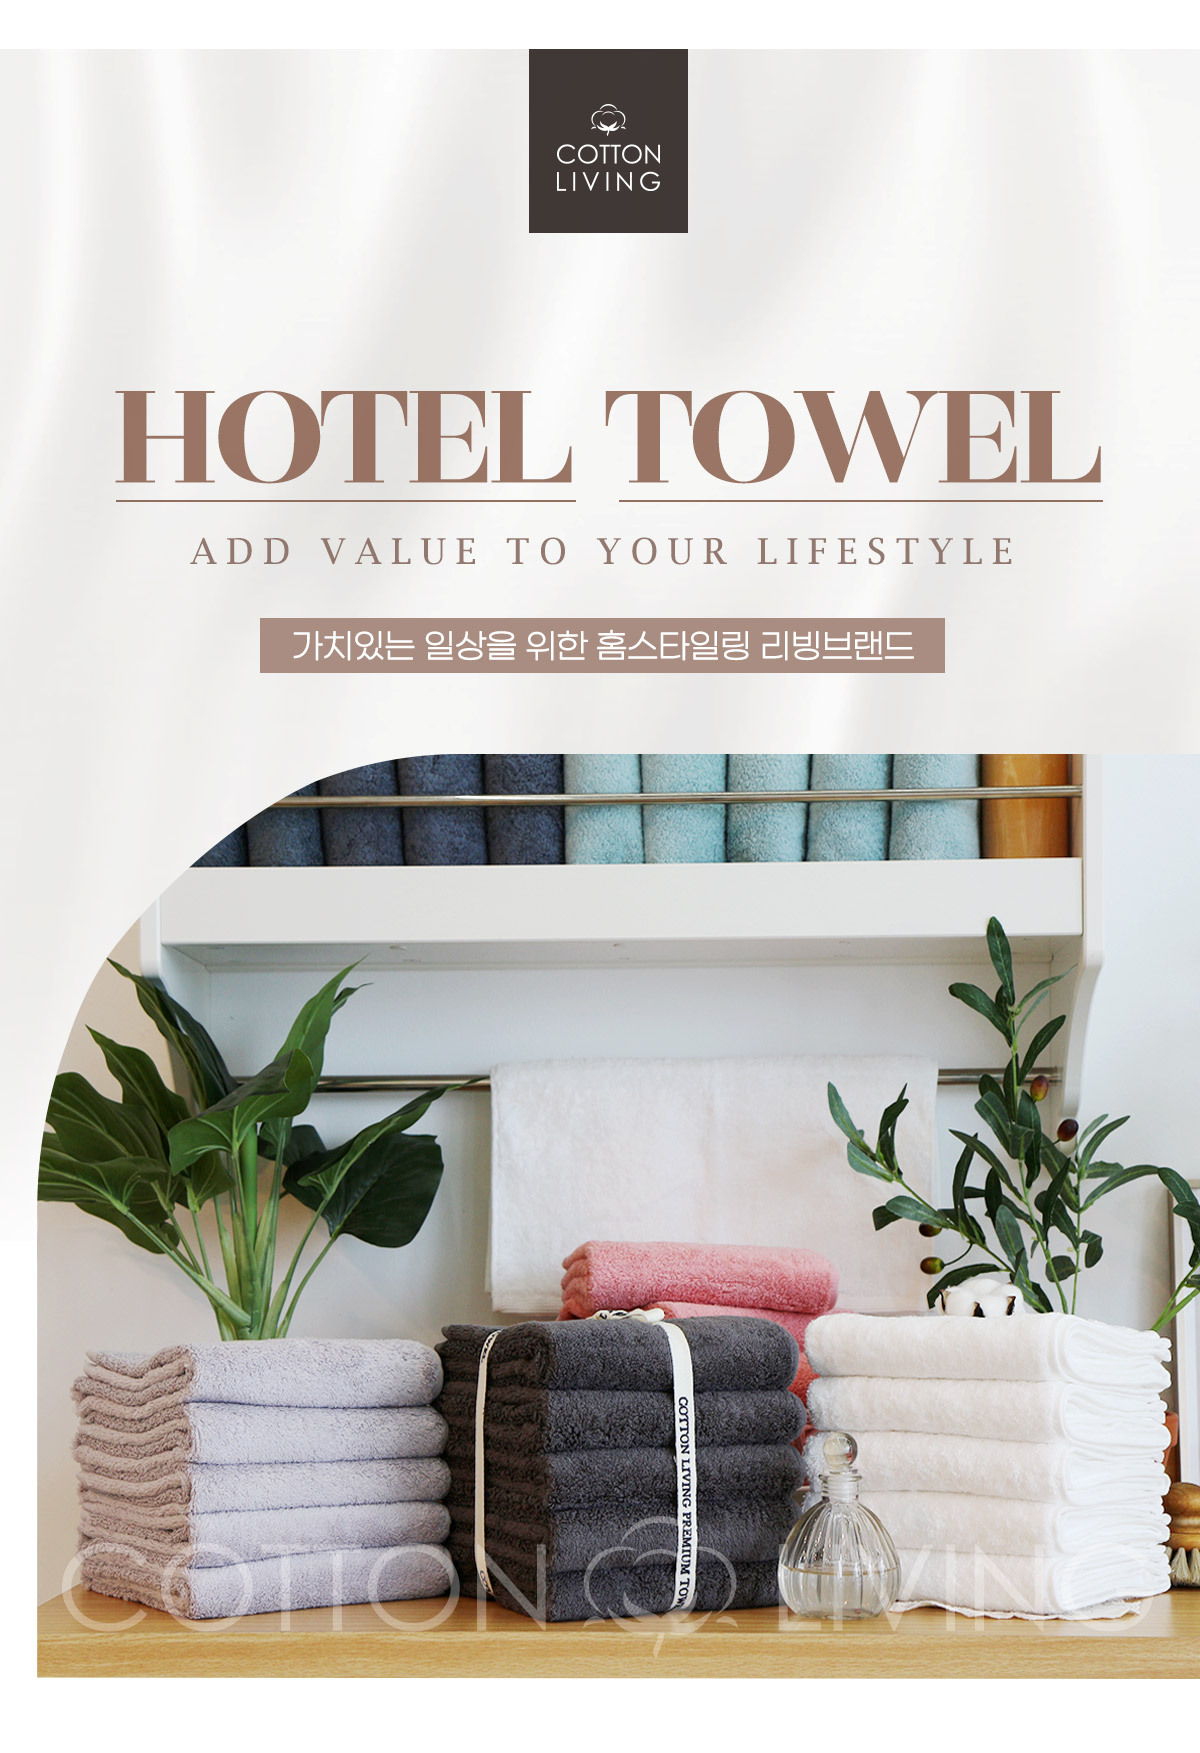 COTTON
LIVING
HOTEL TOWEL
ADD VALUE TO YOUR LIFESTYLE
가치있는 일상을 위한 홈스타일링 리빙브랜드
COTTON LIVING PREMIUM TOW
COTTON LIVING